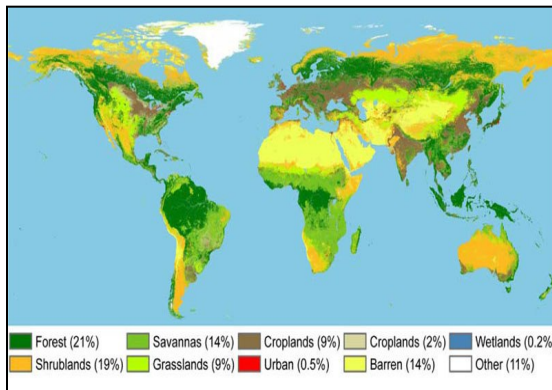 Forest (21%) Savannas (14%) Croplands (9%) Croplands (2%) Wetlands (0.2%
Shrublands (19%) Grasslands (9%) Urban (0.5%) Barren (14%) Other (11%)